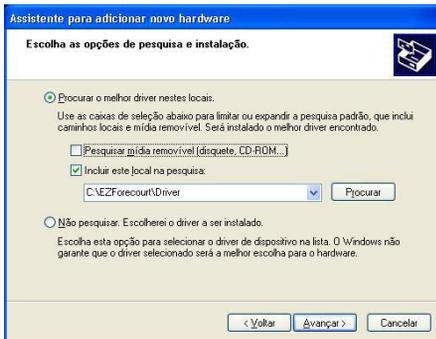 Assistente para adicionar novo hardware
Escolha as opções de pesquisa e instalação.
Procurar o melhor driver nestes locais.
Use as caixas de seleção abaixo para limitar ou expandir a pesquisa padrão, que inclui
caminhos locais e mídia removível. Será instalado o melhor driver encontrado.
Pesquisar mídia removível (disquete, CD-ROM...)
Incluir este local na pesquisa:
C:\EZForecourt\Driver
Procurar
Não pesquisar. Escolherei o driver a ser instalado.
Escolha esta opção para selecionar o driver de dispositivo na lista. O Windows não
garante que o driver selecionado será a melhor escolha para o hardware.
< Voltar
Avançar >
Cancelar